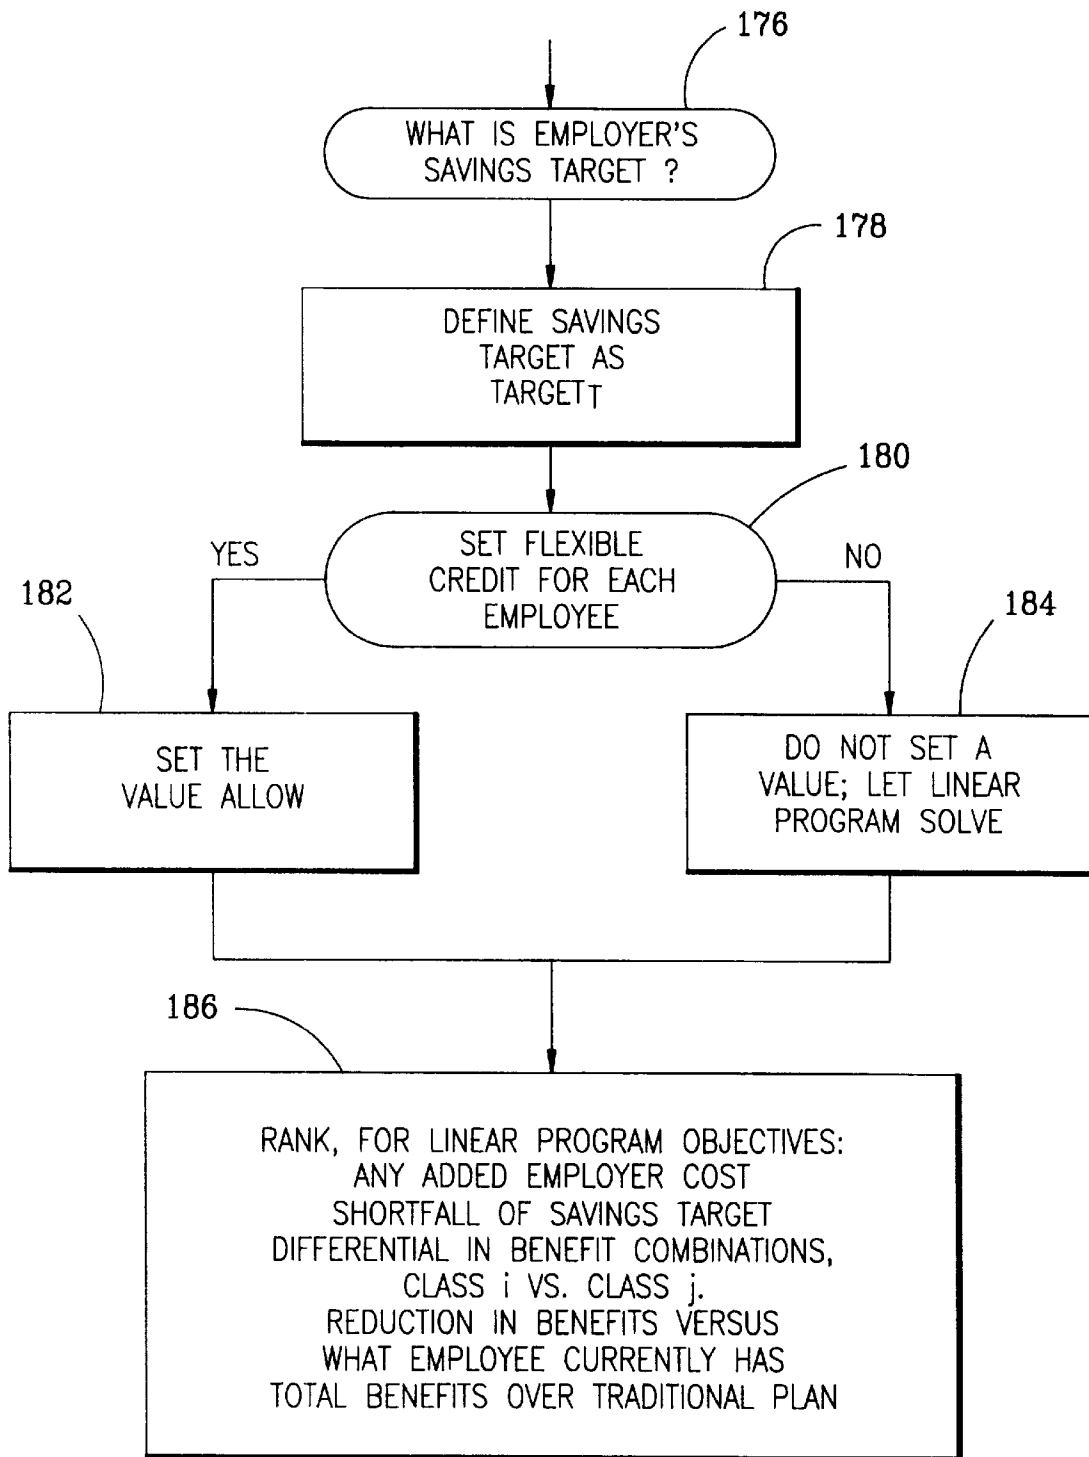 176
WHAT IS EMPLOYER'S
SAVINGS TARGET ?
178
DEFINE SAVINGS
TARGET AS
TARGETT
180
SET FLEXIBLE
CREDIT FOR EACH
EMPLOYEE
YES
NO
182
184
SET THE
VALUE ALLOW
DO NOT SET A
VALUE; LET LINEAR
PROGRAM SOLVE
186
RANK, FOR LINEAR PROGRAM OBJECTIVES:
ANY ADDED EMPLOYER COST
SHORTFALL OF SAVINGS TARGET
DIFFERENTIAL IN BENEFIT COMBINATIONS,
CLASS i VS. CLASS j.
REDUCTION IN BENEFITS VERSUS
WHAT EMPLOYEE CURRENTLY HAS
TOTAL BENEFITS OVER TRADITIONAL PLAN